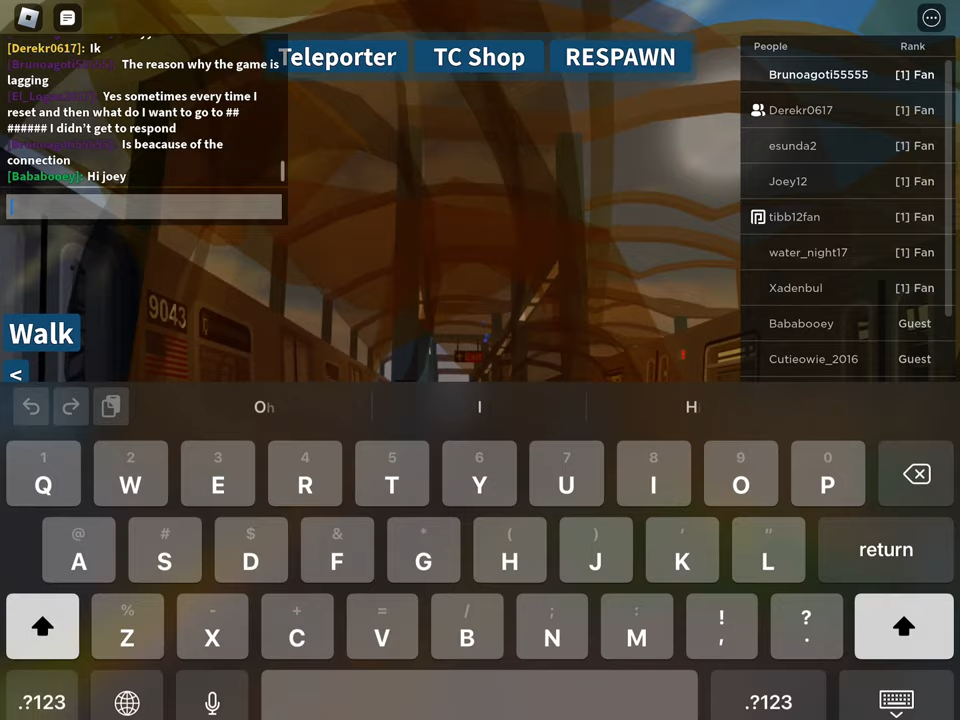 [Derekr0617]: Ik
[Brunoagoti55555]: The reason why the game is
lagging
Yes sometimes every time I
reset and then what do I want to go to ##
###### I didn't get to respond
[Brunoagoti55555]: Is beacause of the
connection
[Bababooey]: Hi joey
Teleporter
TC Shop
RESPAWN
People Rank
Brunoagoti55555 [1] Fan
Derekr0617 [1] Fan
esunda2 [1] Fan
Joey12 [1] Fan
tibb12fan [1] Fan
water_night17 [1] Fan
Xadenbul [1] Fan
Bababooey Guest
Cutieowie_2016 Guest
9043
Exit
Walk
<
Oh I H
1 2 3 4 5 6 7 8 9 0
Q W E R T Y U I O P
@ # $ & * ( ) ' "
A S D F G H J K L return
% - + = / ; : ! ?
Z X C V B N M , .
.?123 .?123